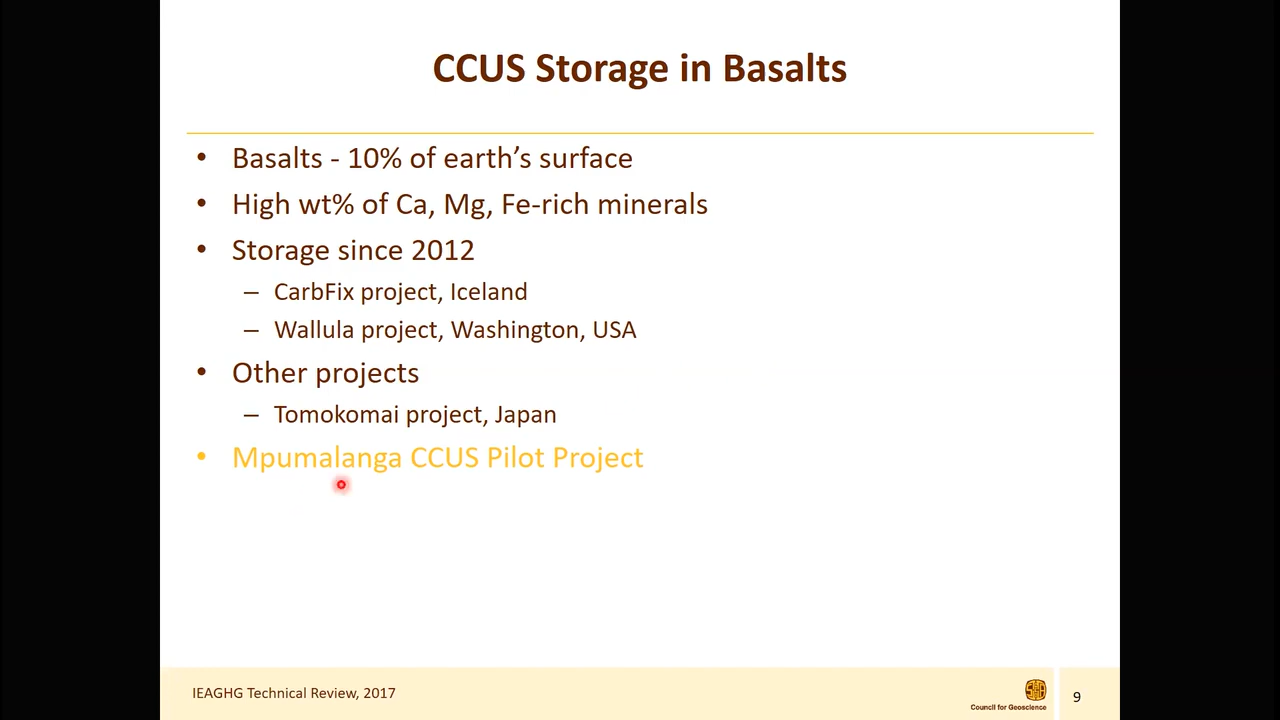 CCUS Storage in Basalts
• Basalts - 10% of earth's surface
• High wt% of Ca, Mg, Fe-rich minerals
• Storage since 2012
– CarbFix project, Iceland
– Wallula project, Washington, USA
• Other projects
– Tomokomai project, Japan
• Mpumalanga CCUS Pilot Project
IEAGHG Technical Review, 2017
Council for Geoscience
9